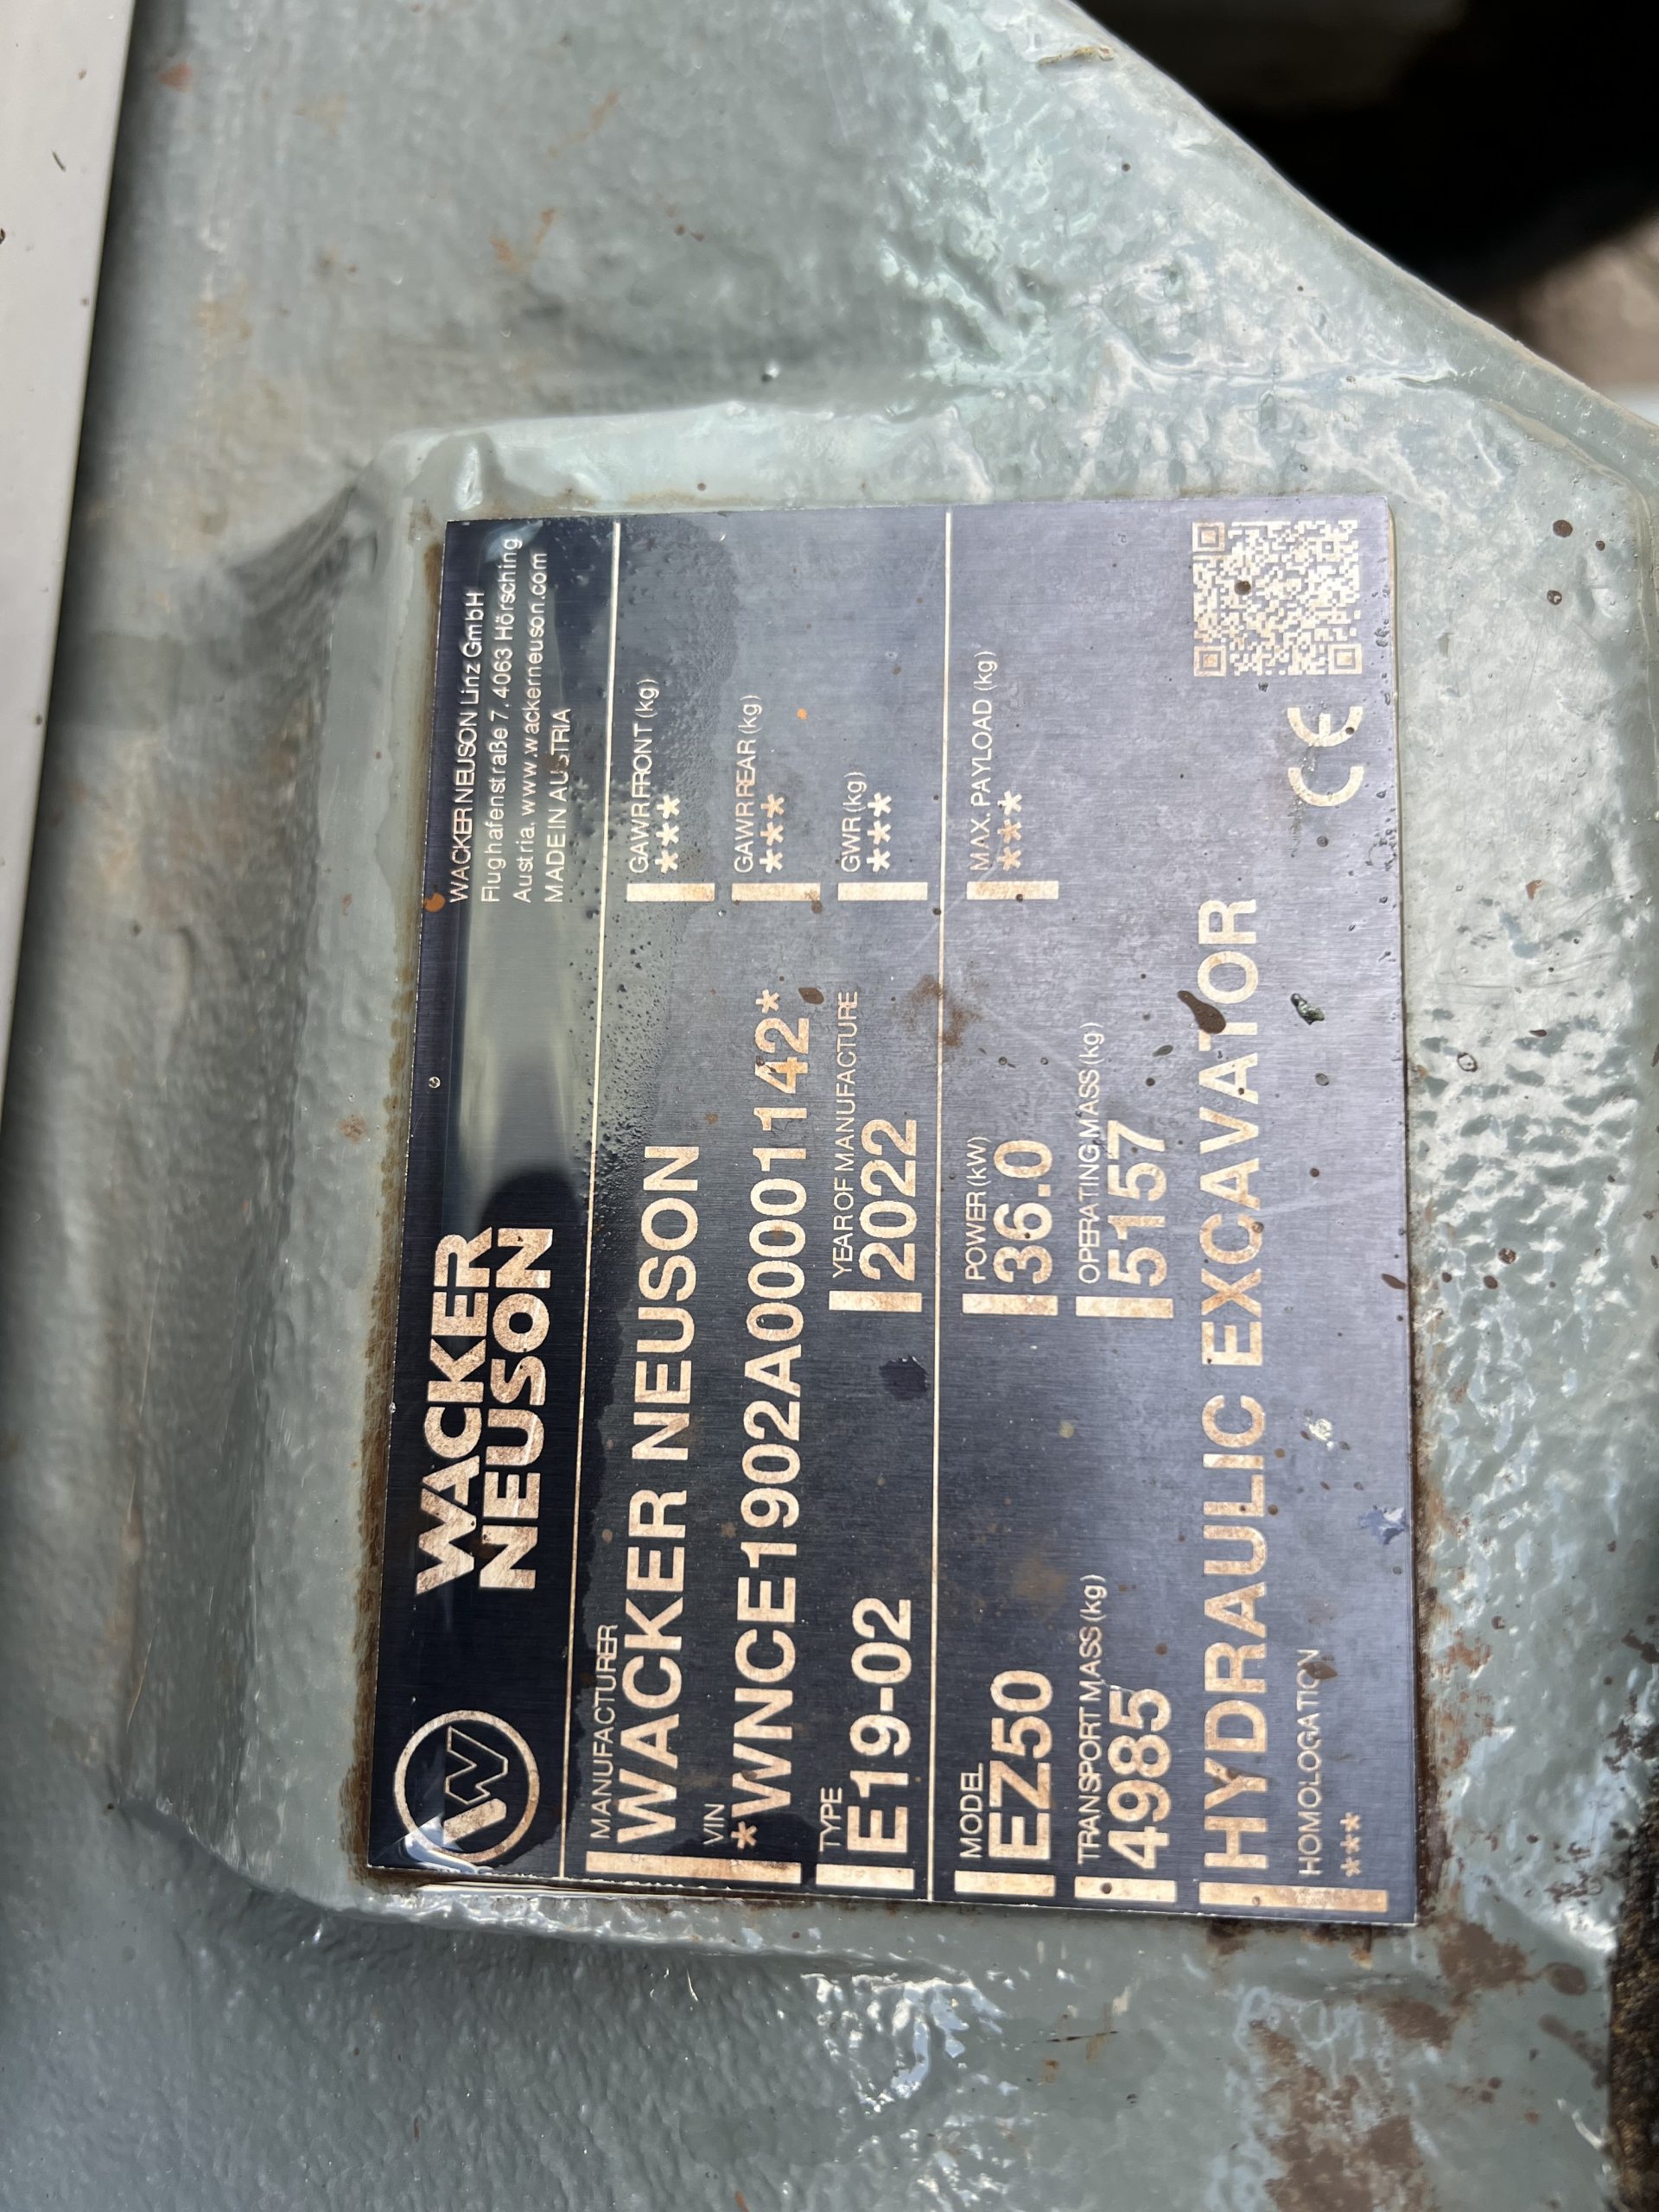 WACKER
NEUSON
WACKER NEUSON Linz GmbH
Flughafenstraße 7, 4063 Hörsching
Austria, www.wackerneuson.com
MADE IN AUSTRIA
MANUFACTURER
WACKER NEUSON
GAWR FRONT (kg)
***
VIN
*WNCE1902A00001142*
GAWR REAR (kg)
***
TYPE
E19-02
YEAR OF MANUFACTURE
2022
GWR (kg)
***
MODEL
EZ50
POWER (kW)
36.0
MAX. PAYLOAD (kg)
***
TRANSPORT MASS (kg)
4985
OPERATING MASS (kg)
5157
HYDRAULIC EXCAVATOR
HOMOLOGATION
***
CE